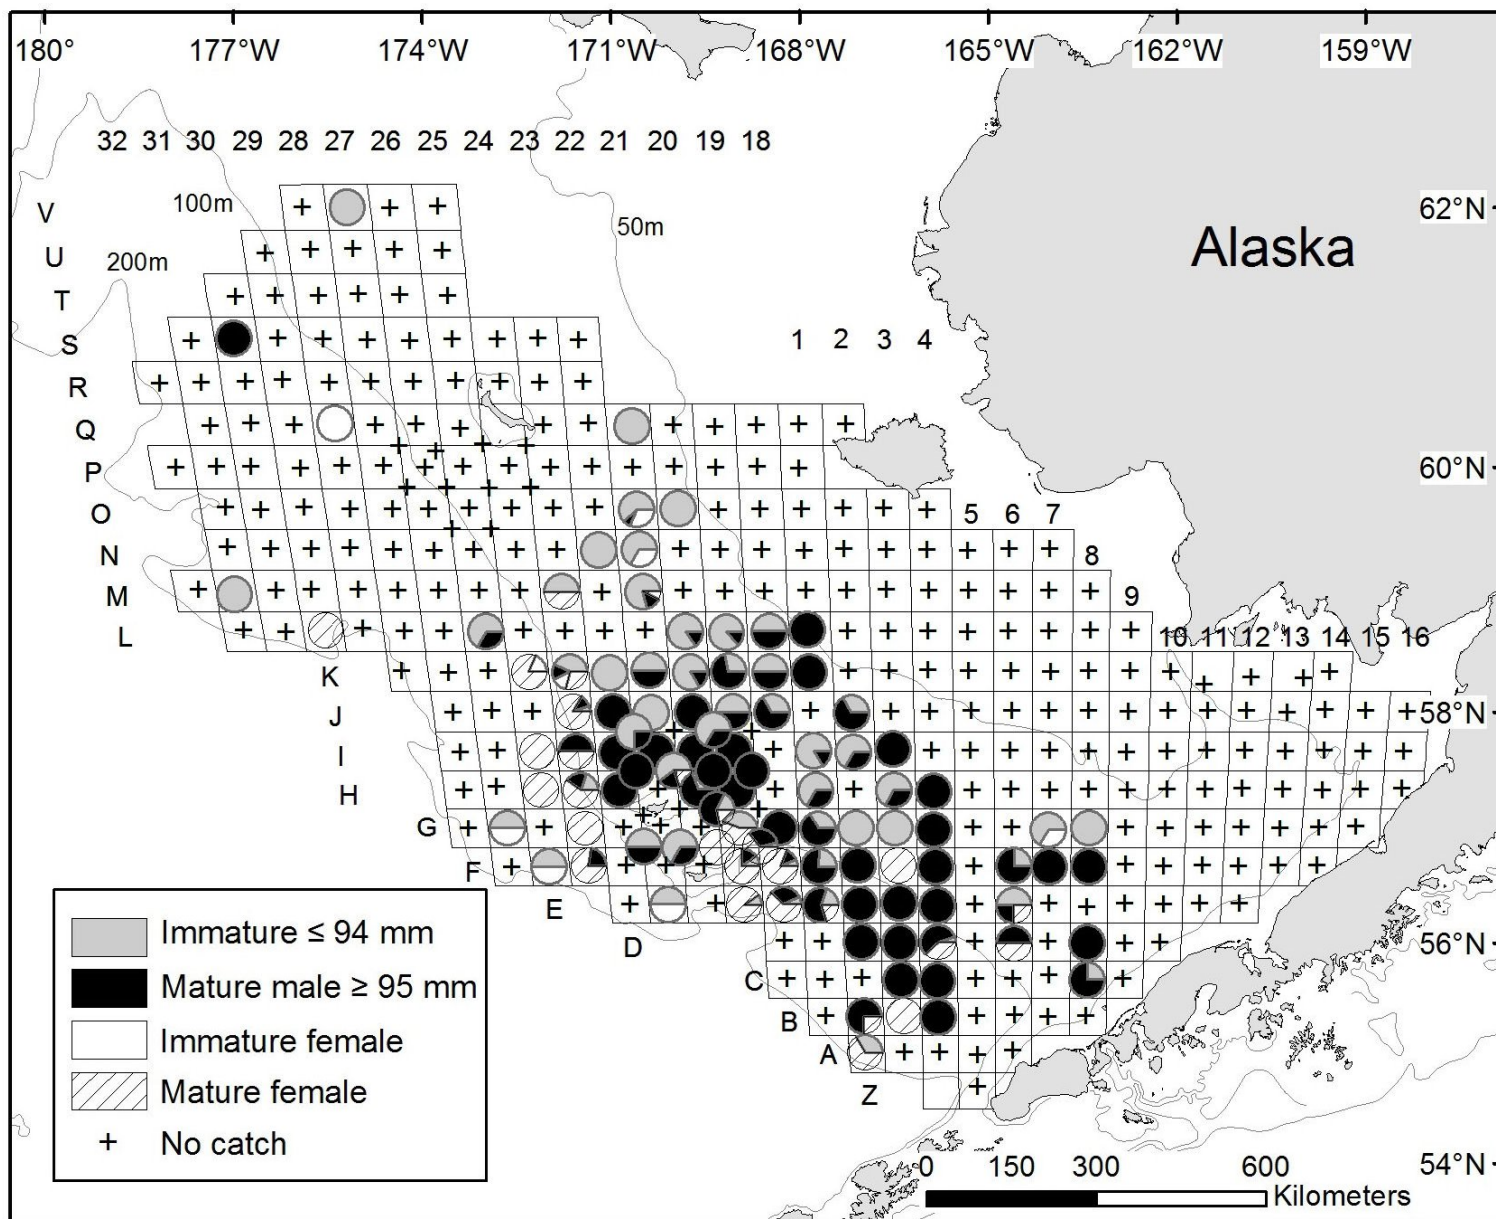 180° 177°W 174°W 171°W 168°W 165°W 162°W 159°W
32 31 30 29 28 27 26 25 24 23 22 21 20 19 18
V
100m
62°N
50m
Alaska
U
200m
T
S
1 2 3 4
R
Q
P
60°N
O
5 6 7
N
8
M
9
L
10 11 12 13 14 15 16
K
J
58°N
I
H
G
F
E
D
56°N
C
B
A
Z
Immature ≤ 94 mm
Mature male ≥ 95 mm
Immature female
Mature female
+ No catch
54°N
0 150 300 600
Kilometers